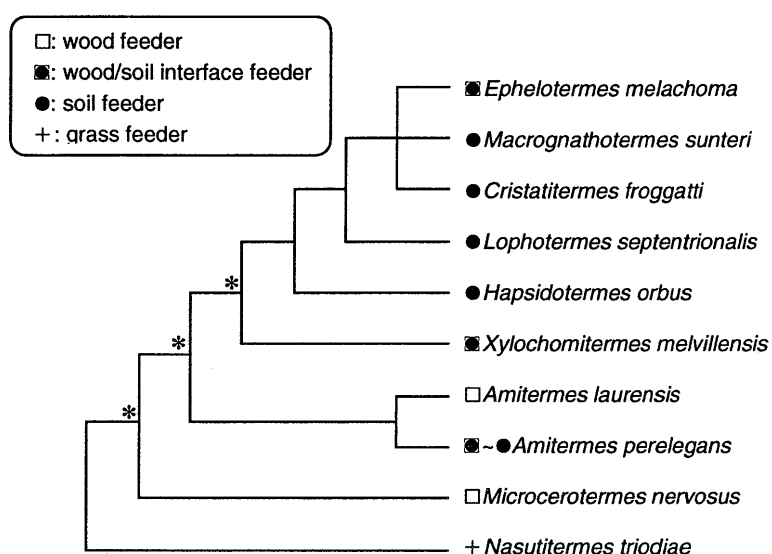 □: wood feeder
◙: wood/soil interface feeder
●: soil feeder
+: grass feeder
◙Ephelotermes melachoma
●Macrognathotermes sunteri
●Cristatitermes froggatti
●Lophotermes septentrionalis
*
●Hapsidotermes orbus
*
◙Xylochomitermes melvillensis
□Amitermes laurensis
*
◙~●Amitermes perelegans
□Microcerotermes nervosus
+Nasutitermes triodiae